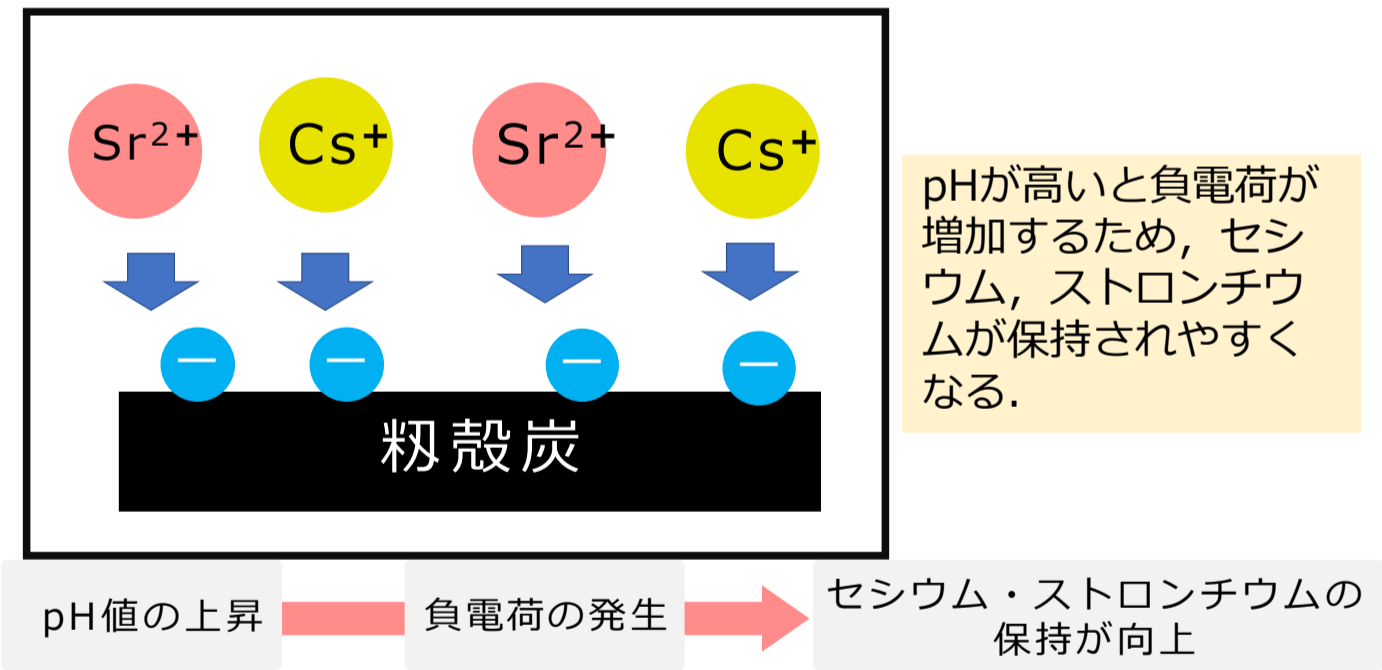 Sr²⁺ Cs⁺ Sr²⁺ Cs⁺
− − − −
籾殻炭
pHが高いと負電荷が
増加するため，セシ
ウム，ストロンチウ
ムが保持されやすく
なる．
pH値の上昇
負電荷の発生
セシウム・ストロンチウムの
保持が向上